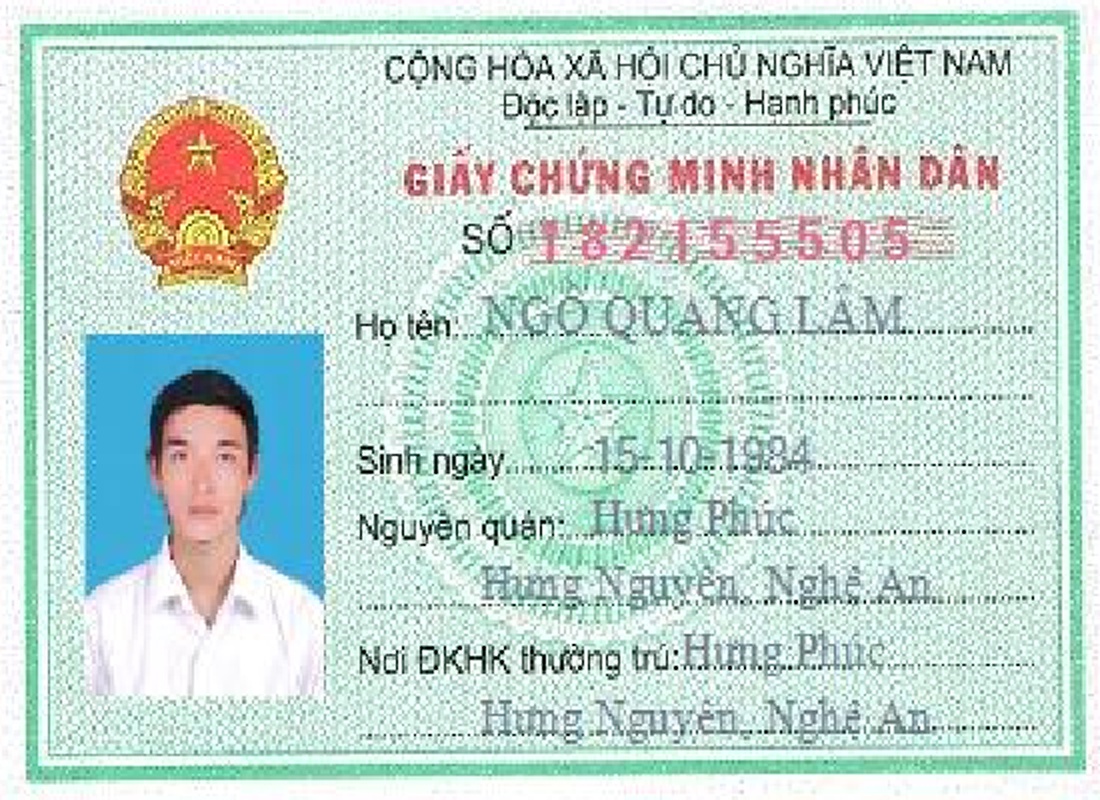 CỘNG HÒA XÃ HỘI CHỦ NGHĨA VIỆT NAM
Độc lập - Tự do - Hạnh phúc
GIẤY CHỨNG MINH NHÂN DÂN
SỐ 182155505
Họ tên: NGÔ QUANG LÂM
Sinh ngày 15-10-1984
Nguyên quán: Hưng Phúc
Hưng Nguyên, Nghệ An
Nơi ĐKHK thường trú: Hưng Phúc
Hưng Nguyên, Nghệ An